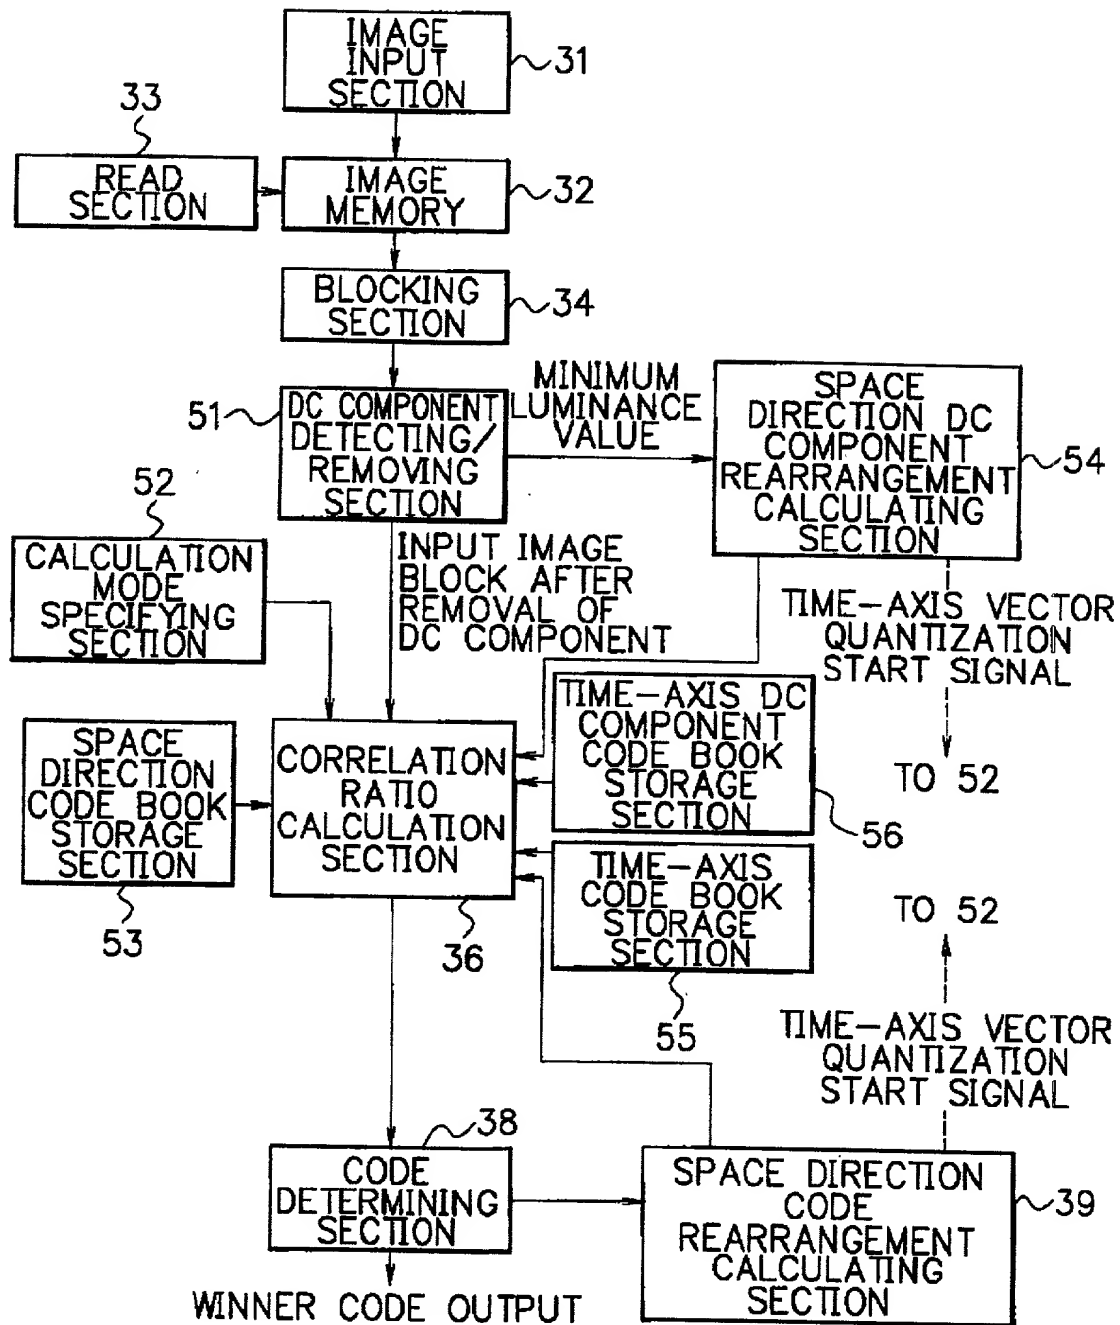 IMAGE
INPUT
SECTION
31
33
READ
SECTION
IMAGE
MEMORY
32
BLOCKING
SECTION
34
51
DC COMPONENT
DETECTING/
REMOVING
SECTION
MINIMUM
LUMINANCE
VALUE
SPACE
DIRECTION DC
COMPONENT
REARRANGEMENT
CALCULATING
SECTION
54
52
CALCULATION
MODE
SPECIFYING
SECTION
INPUT IMAGE
BLOCK AFTER
REMOVAL OF
DC COMPONENT
TIME-AXIS VECTOR
QUANTIZATION
START SIGNAL
TO 52
SPACE
DIRECTION
CODE BOOK
STORAGE
SECTION
53
CORRELATION
RATIO
CALCULATION
SECTION
36
TIME-AXIS DC
COMPONENT
CODE BOOK
STORAGE
SECTION
56
TIME-AXIS
CODE BOOK
STORAGE
SECTION
55
TO 52
TIME-AXIS VECTOR
QUANTIZATION
START SIGNAL
38
CODE
DETERMINING
SECTION
SPACE DIRECTION
CODE
REARRANGEMENT
CALCULATING
SECTION
39
WINNER CODE OUTPUT